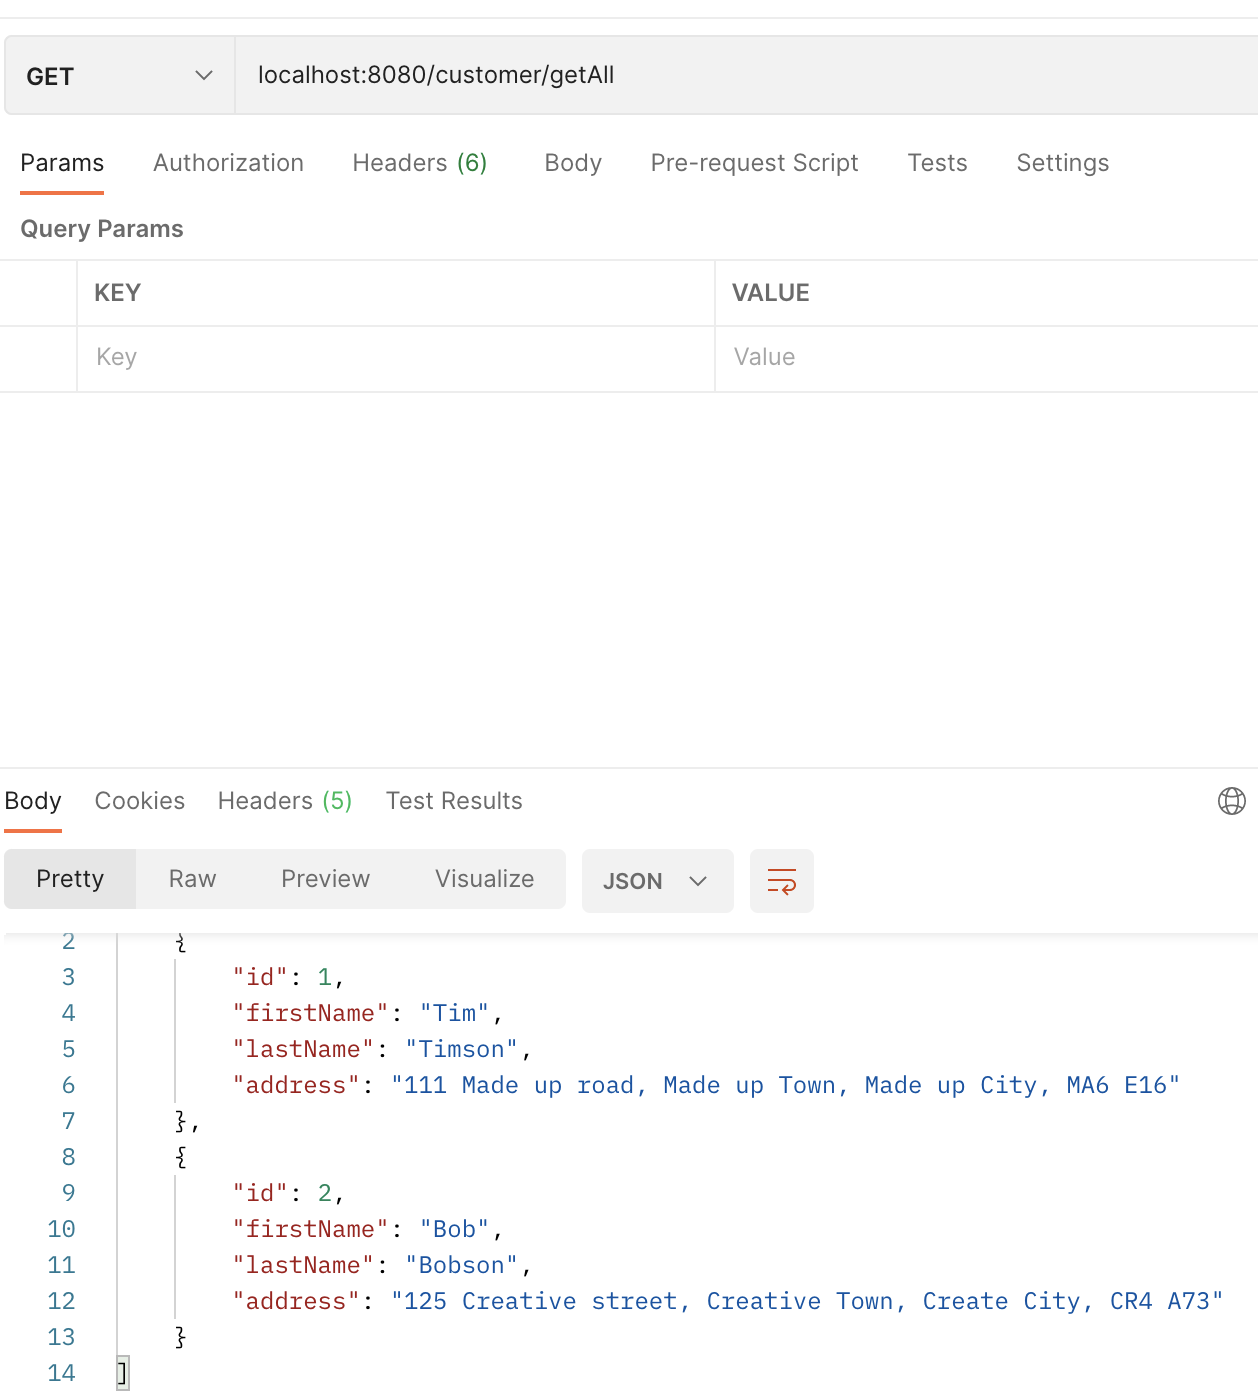 GET localhost:8080/customer/getAll
Params Authorization Headers (6) Body Pre-request Script Tests Settings
Query Params
KEY VALUE
Key Value
Body Cookies Headers (5) Test Results
Pretty Raw Preview Visualize JSON
2 {
3 "id": 1,
4 "firstName": "Tim",
5 "lastName": "Timson",
6 "address": "111 Made up road, Made up Town, Made up City, MA6 E16"
7 },
8 {
9 "id": 2,
10 "firstName": "Bob",
11 "lastName": "Bobson",
12 "address": "125 Creative street, Creative Town, Create City, CR4 A73"
13 }
14 ]